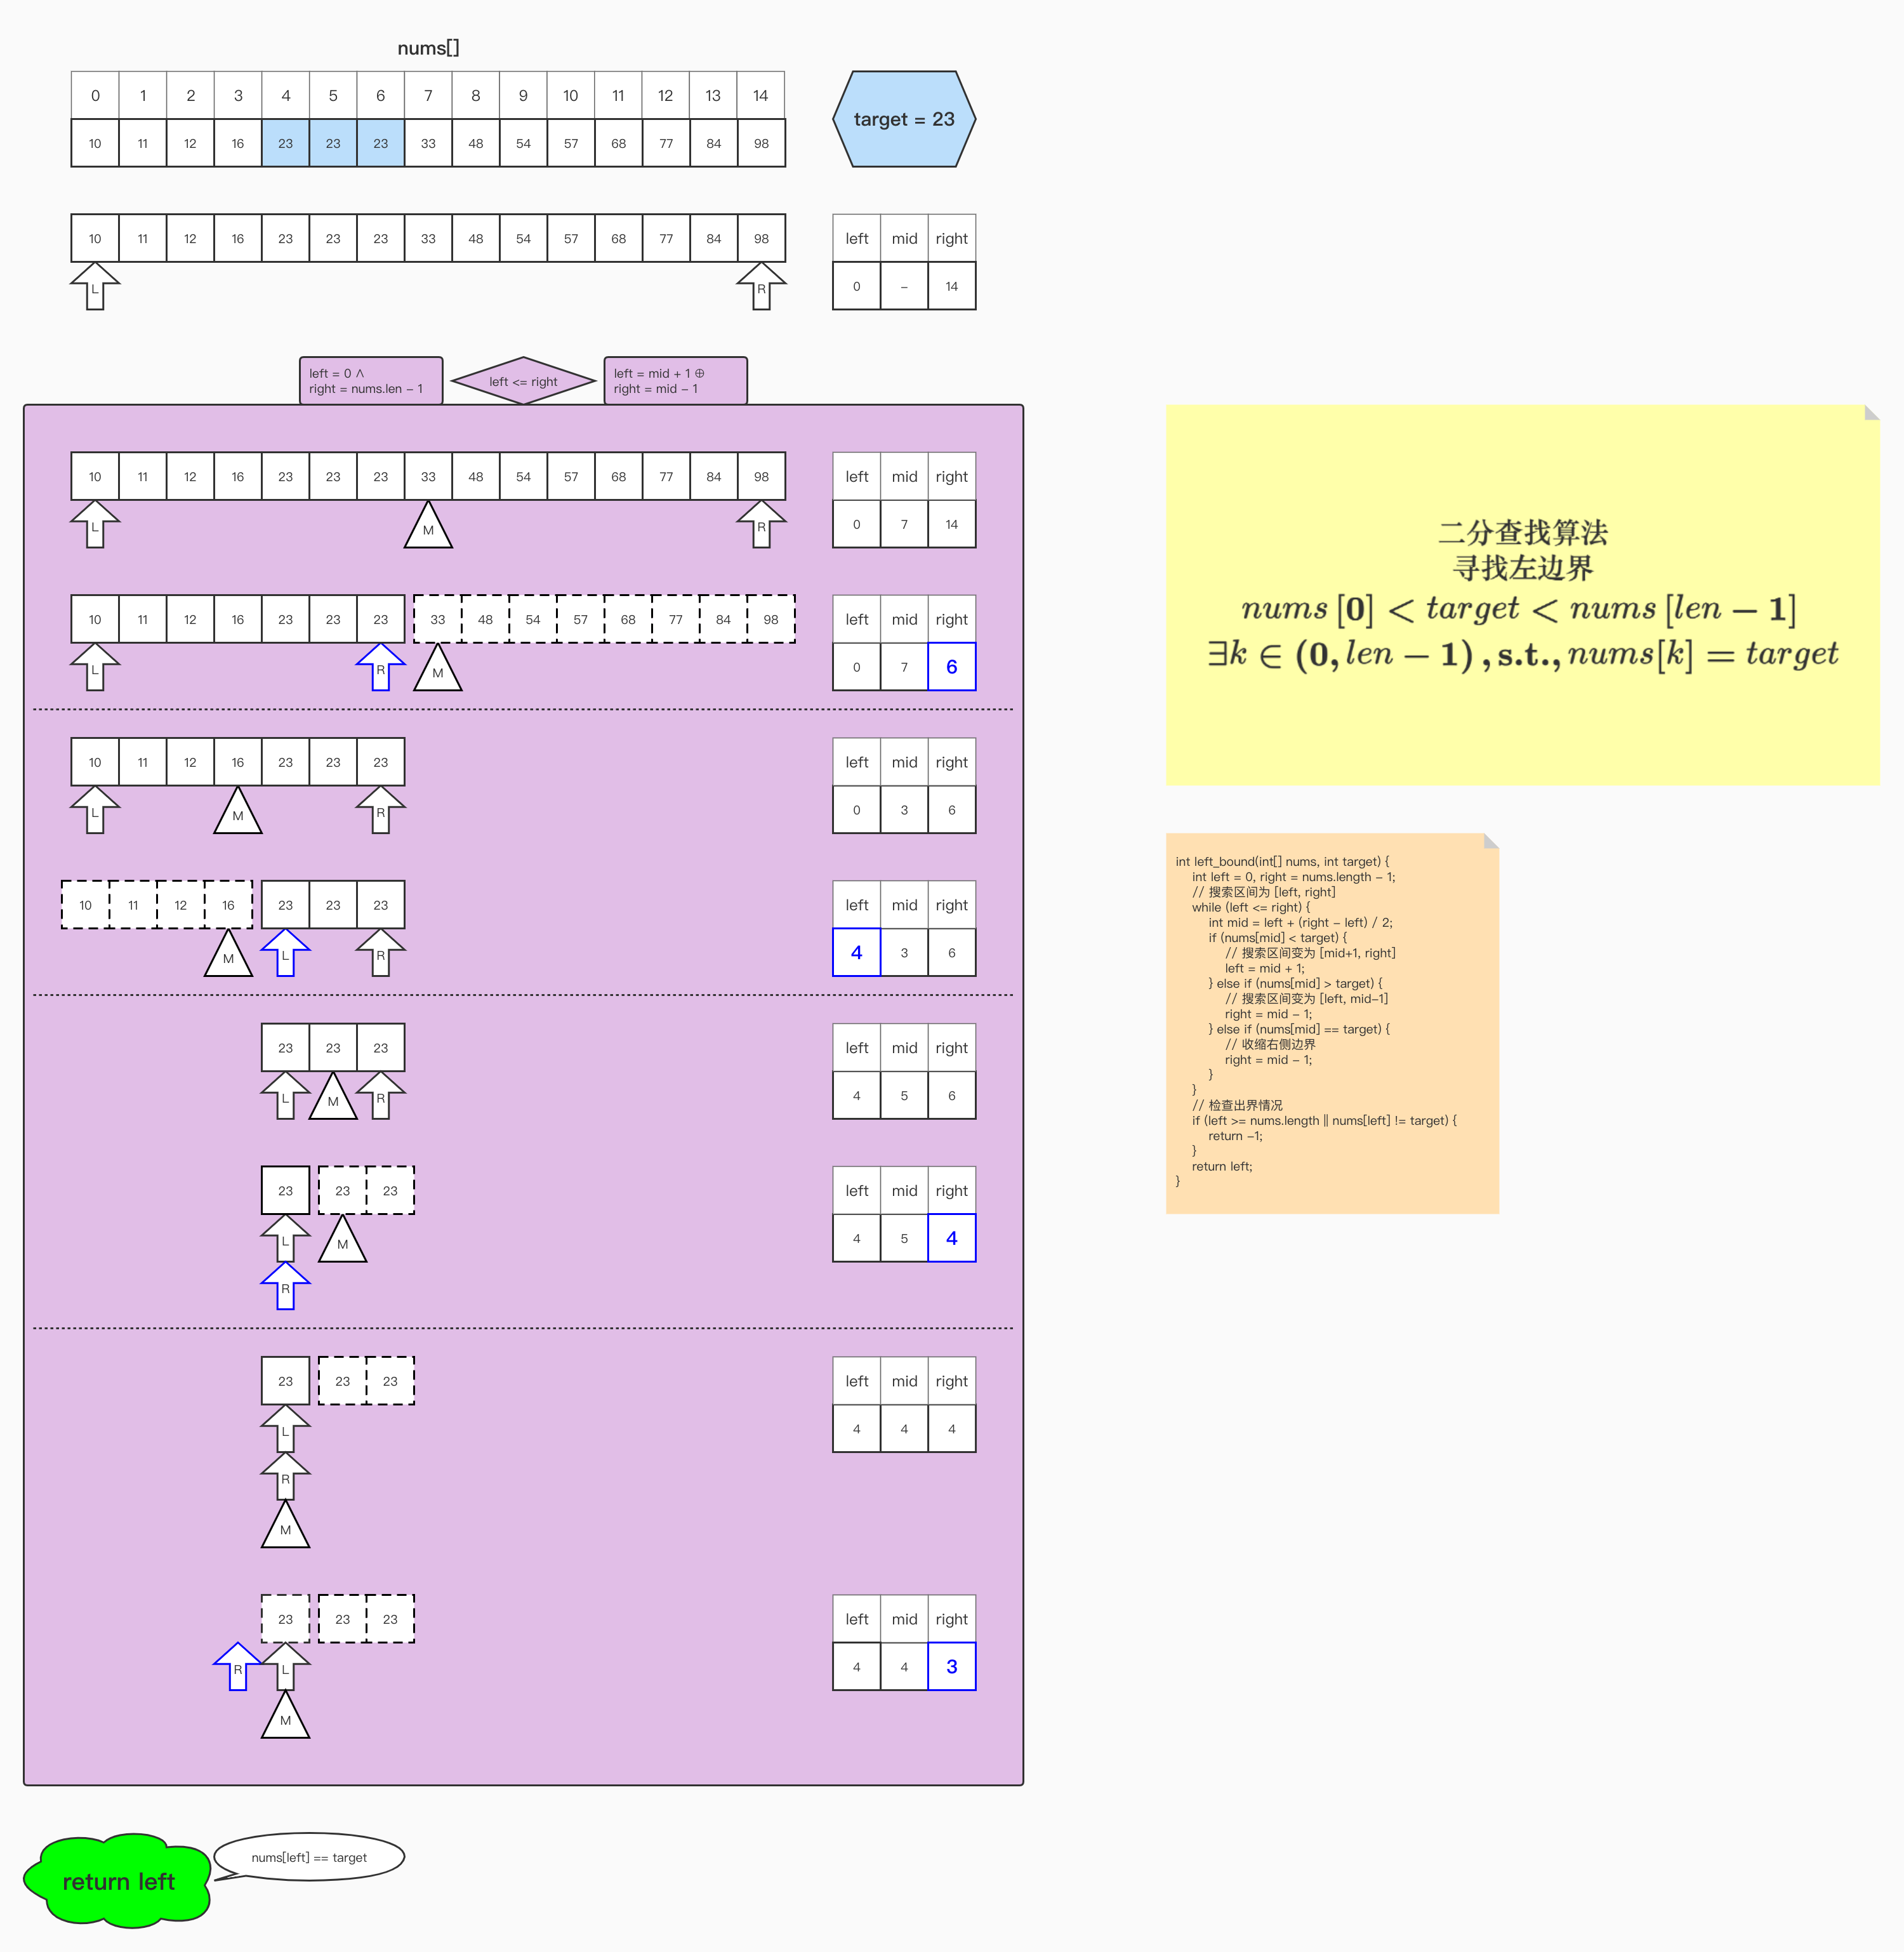 nums[]
0 1 2 3 4 5 6 7 8 9 10 11 12 13 14
10 11 12 16 23 23 23 33 48 54 57 68 77 84 98
target = 23
10 11 12 16 23 23 23 33 48 54 57 68 77 84 98
L R
left mid right
0 – 14
left = 0 ∧
right = nums.len – 1
left <= right
left = mid + 1 ⊕
right = mid – 1
10 11 12 16 23 23 23 33 48 54 57 68 77 84 98
L M R
left mid right
0 7 14
10 11 12 16 23 23 23 33 48 54 57 68 77 84 98
L R M
left mid right
0 7 6
10 11 12 16 23 23 23
L M R
left mid right
0 3 6
10 11 12 16 23 23 23
M L R
left mid right
4 3 6
23 23 23
L M R
left mid right
4 5 6
23 23 23
L M
R
left mid right
4 5 4
23 23 23
L
R
M
left mid right
4 4 4
23 23 23
R L
M
left mid right
4 4 3
return left
nums[left] == target
二分查找算法
寻找左边界
nums [0] < target < nums [len − 1]
∃k ∈ (0, len − 1) , s.t., nums[k] = target
int left_bound(int[] nums, int target) {
int left = 0, right = nums.length – 1;
// 搜索区间为 [left, right]
while (left <= right) {
int mid = left + (right – left) / 2;
if (nums[mid] < target) {
// 搜索区间变为 [mid+1, right]
left = mid + 1;
} else if (nums[mid] > target) {
// 搜索区间变为 [left, mid–1]
right = mid – 1;
} else if (nums[mid] == target) {
// 收缩右侧边界
right = mid – 1;
}
}
// 检查出界情况
if (left >= nums.length || nums[left] != target) {
return –1;
}
return left;
}